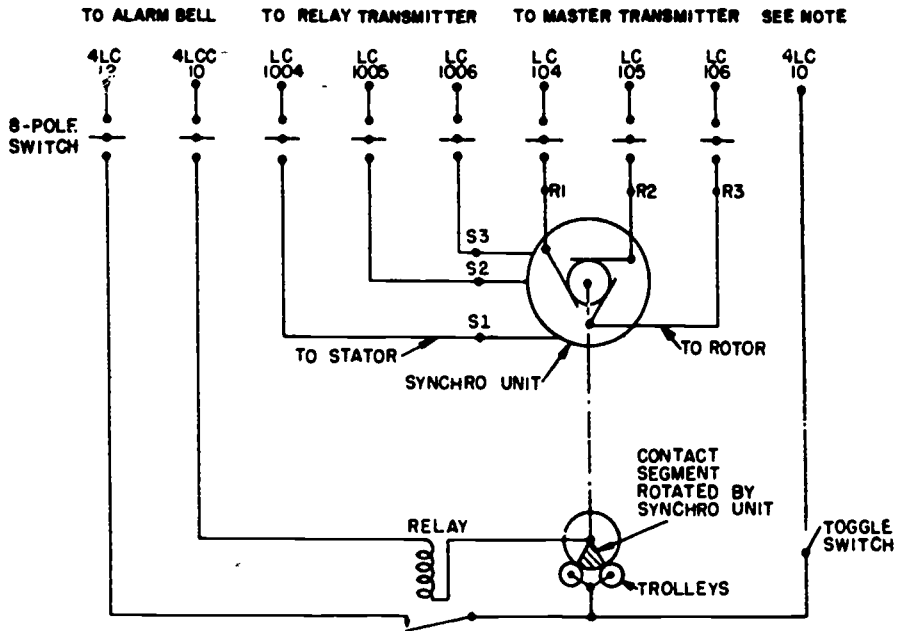 TO ALARM BELL TO RELAY TRANSMITTER TO MASTER TRANSMITTER SEE NOTE
4LC 4LCC LC LC LC LC LC LC 4LC
12 10 1004 1005 1006 104 105 106 10
8-POLE
SWITCH
R1 R2 R3
S3
S2
S1
TO STATOR
TO ROTOR
SYNCHRO UNIT
CONTACT
SEGMENT
ROTATED BY
SYNCHRO UNIT
RELAY
TOGGLE
SWITCH
TROLLEYS